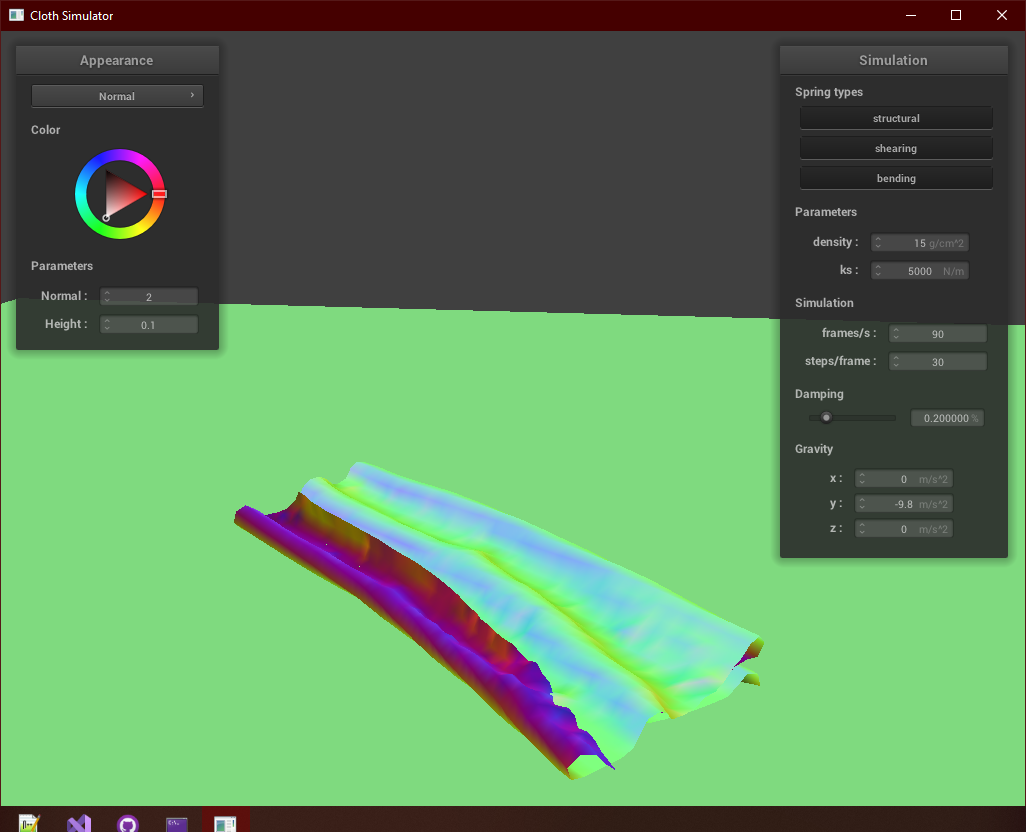 Cloth Simulator
Appearance
Normal
Color
Parameters
Normal : 2
Height : 0.1
Simulation
Spring types
structural
shearing
bending
Parameters
density : 15 g/cm^2
ks : 5000 N/m
Simulation
frames/s : 90
steps/frame : 30
Damping
0.200000 %
Gravity
x : 0 m/s^2
y : -9.8 m/s^2
z : 0 m/s^2